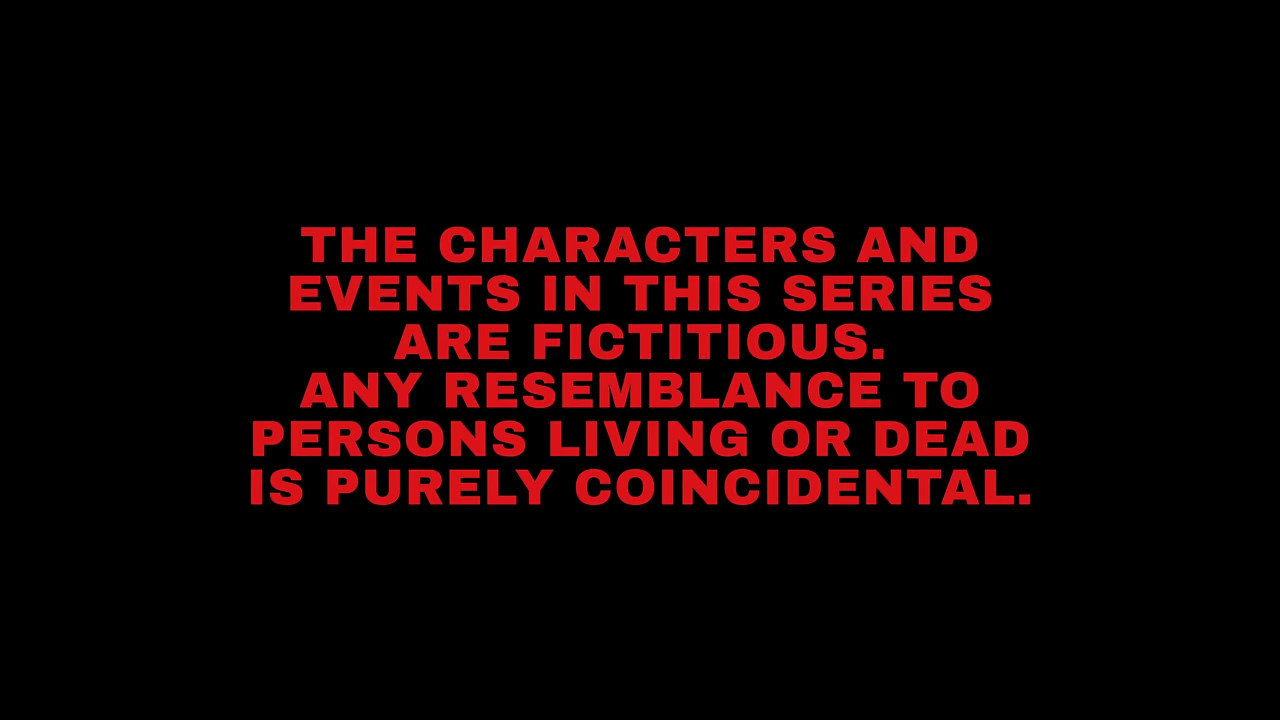 THE CHARACTERS AND
EVENTS IN THIS SERIES
ARE FICTITIOUS.
ANY RESEMBLANCE TO
PERSONS LIVING OR DEAD
IS PURELY COINCIDENTAL.